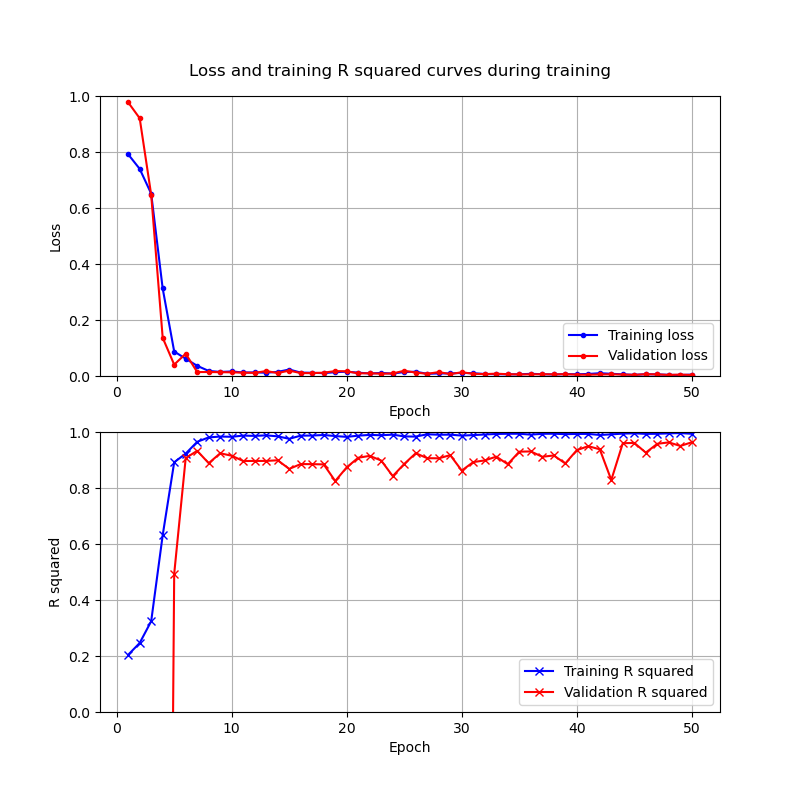 Loss and training R squared curves during training
1.0
0.8
0.6
0.4
0.2
0.0
Loss
Training loss
Validation loss
0 10 20 30 40 50
Epoch
1.0
0.8
0.6
0.4
0.2
0.0
R squared
Training R squared
Validation R squared
0 10 20 30 40 50
Epoch